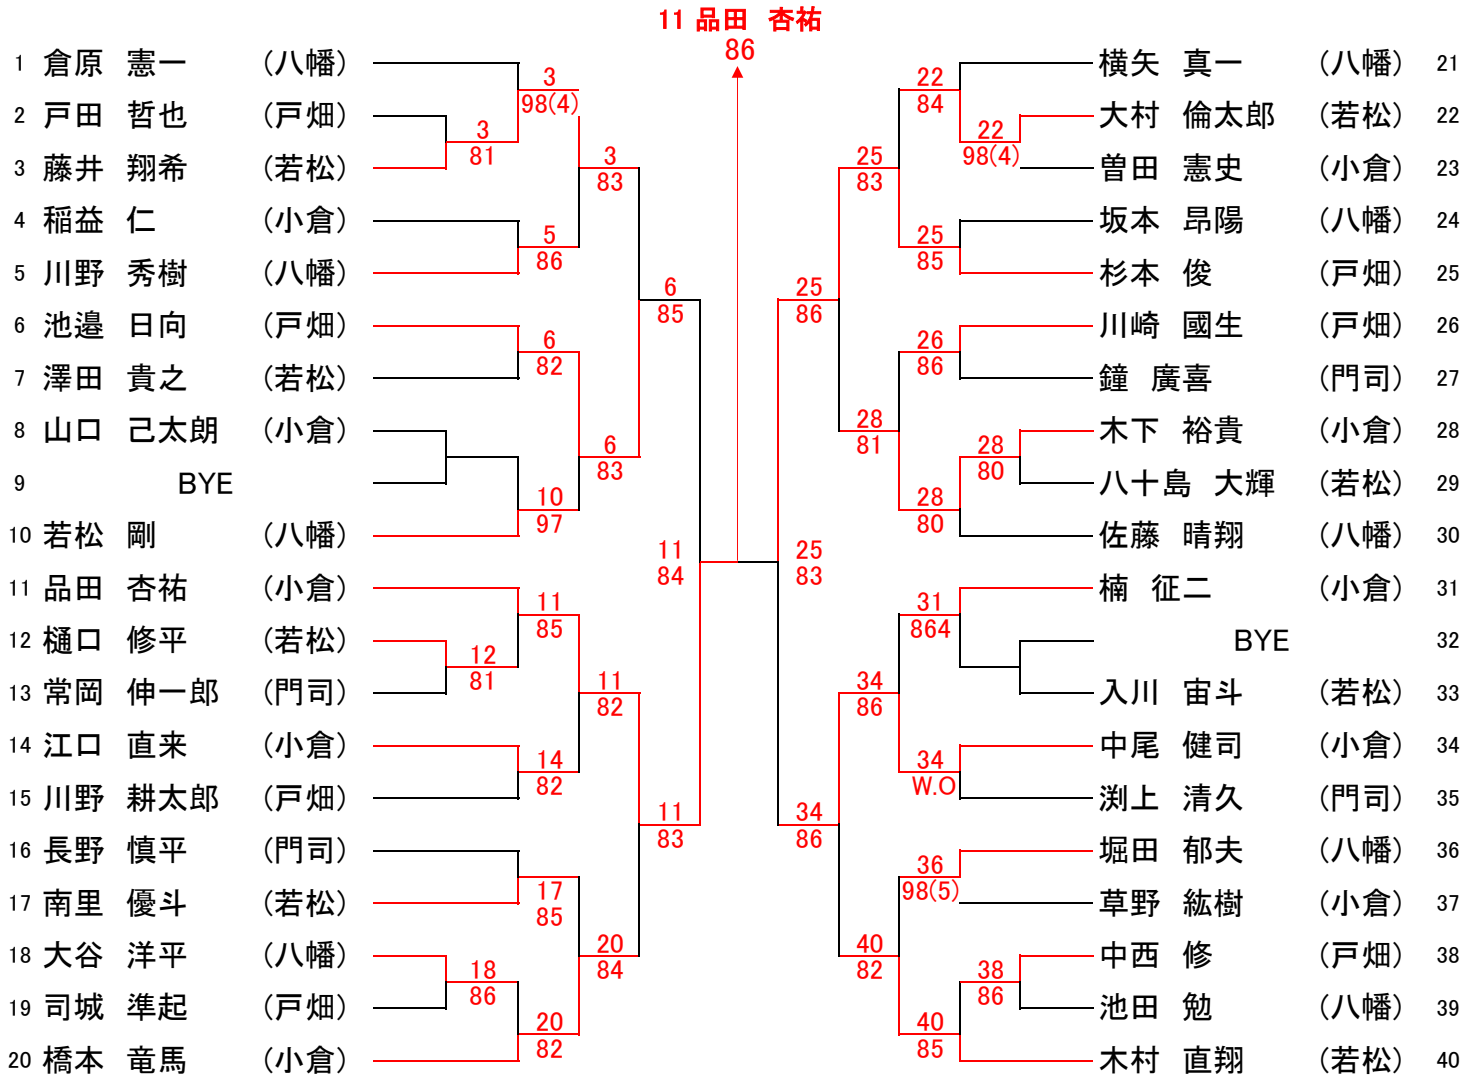 11 品田 杏祐
86
1 倉原 憲一 (八幡)
2 戸田 哲也 (戸畑)
3 藤井 翔希 (若松)
4 稲益 仁 (小倉)
5 川野 秀樹 (八幡)
6 池邉 日向 (戸畑)
7 澤田 貴之 (若松)
8 山口 己太朗 (小倉)
9 BYE
10 若松 剛 (八幡)
11 品田 杏祐 (小倉)
12 樋口 修平 (若松)
13 常岡 伸一郎 (門司)
14 江口 直来 (小倉)
15 川野 耕太郎 (戸畑)
16 長野 慎平 (門司)
17 南里 優斗 (若松)
18 大谷 洋平 (八幡)
19 司城 準起 (戸畑)
20 橋本 竜馬 (小倉)
3
81
12
81
18
86
3
98(4)
5
86
6
82
10
97
11
85
14
82
17
85
20
82
3
83
6
83
11
82
20
84
6
85
11
83
11
84
25
83
25
86
34
86
25
83
28
81
34
86
40
82
22
84
25
85
26
86
28
80
31
864
34
W.O
36
98(5)
40
85
22
98(4)
28
80
38
86
横矢 真一 (八幡) 21
大村 倫太郎 (若松) 22
曽田 憲史 (小倉) 23
坂本 昂陽 (八幡) 24
杉本 俊 (戸畑) 25
川崎 國生 (戸畑) 26
鐘 廣喜 (門司) 27
木下 裕貴 (小倉) 28
八十島 大輝 (若松) 29
佐藤 晴翔 (八幡) 30
楠 征二 (小倉) 31
BYE 32
入川 宙斗 (若松) 33
中尾 健司 (小倉) 34
渕上 清久 (門司) 35
堀田 郁夫 (八幡) 36
草野 紘樹 (小倉) 37
中西 修 (戸畑) 38
池田 勉 (八幡) 39
木村 直翔 (若松) 40